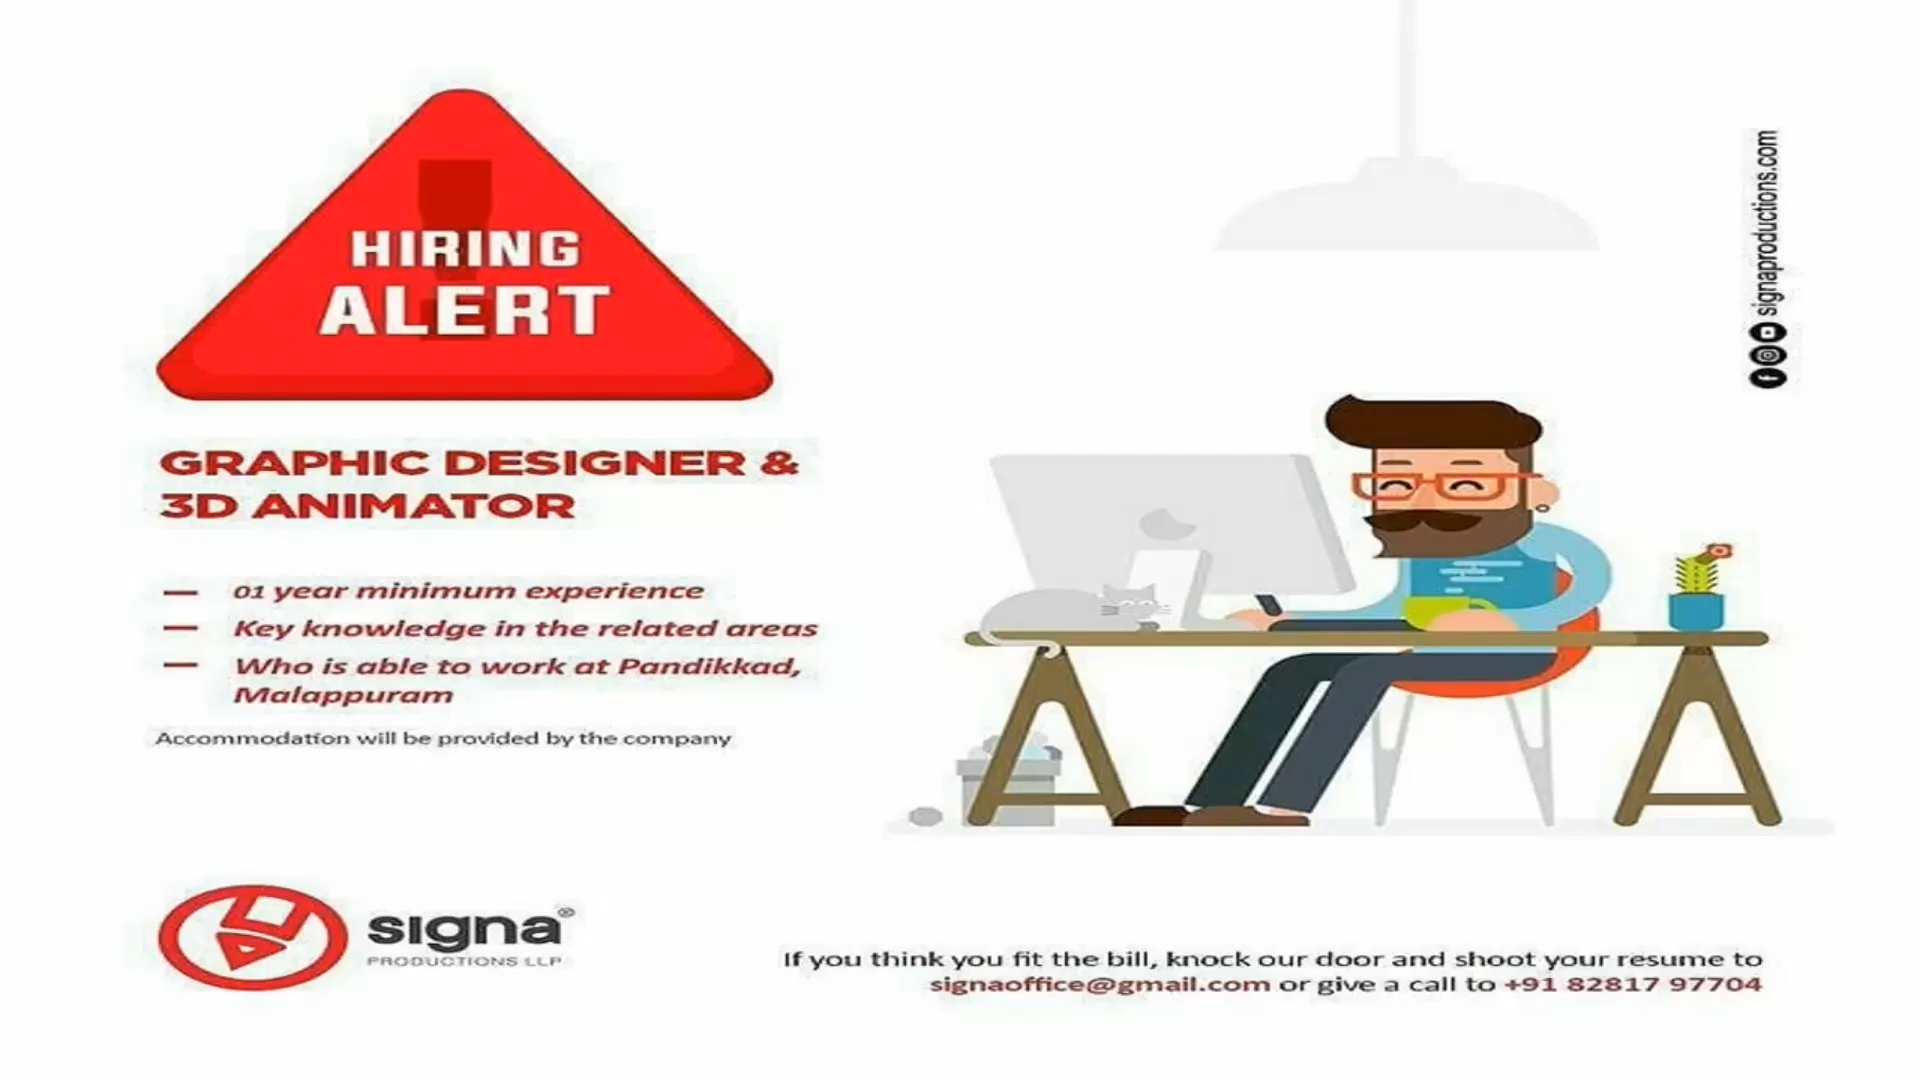 HIRING
ALERT
GRAPHIC DESIGNER &
3D ANIMATOR
— 01 year minimum experience
— Key knowledge in the related areas
— Who is able to work at Pandikkad,
Malappuram
Accommodation will be provided by the company
signa®
PRODUCTIONS LLP
If you think you fit the bill, knock our door and shoot your resume to
signaoffice@gmail.com or give a call to +91 82817 97704
signaproductions.com